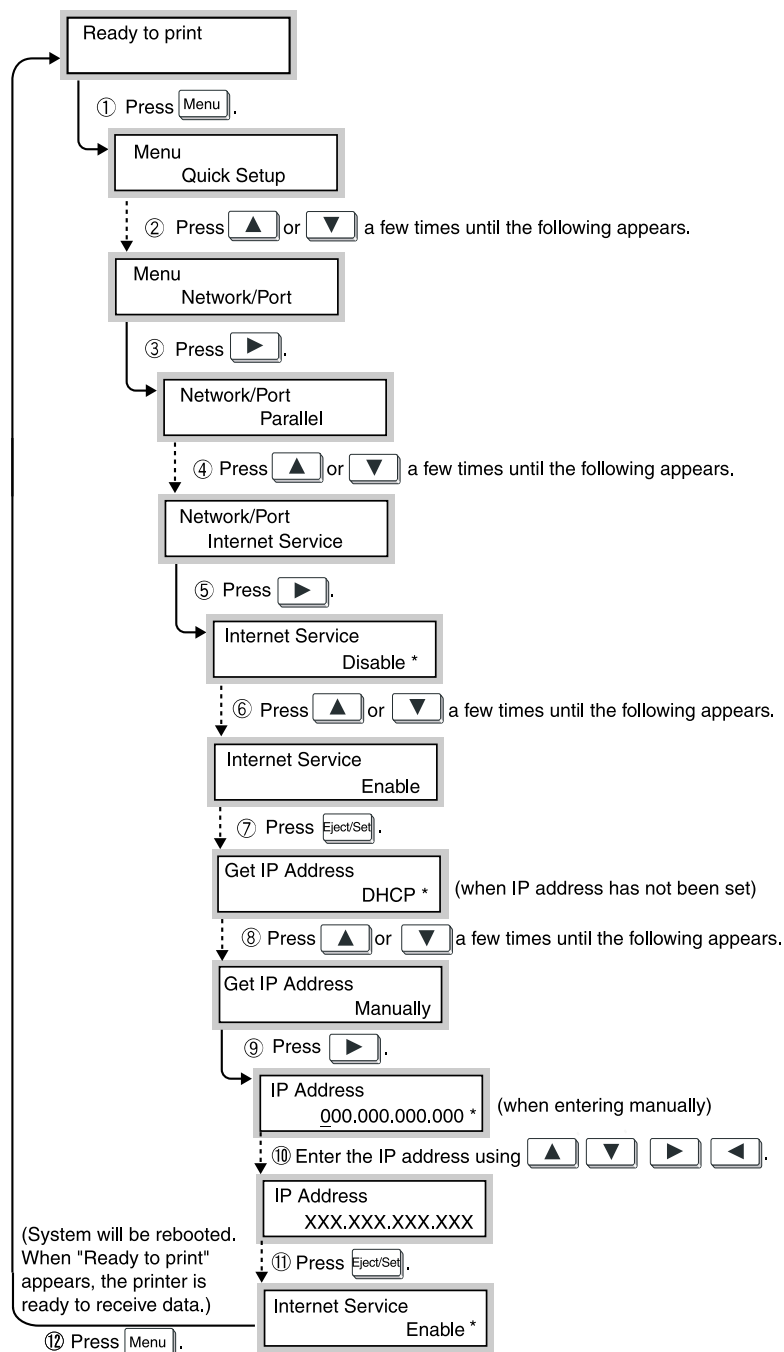 Ready to print
① Press Menu.
Menu
Quick Setup
② Press ▲ or ▼ a few times until the following appears.
Menu
Network/Port
③ Press ▶.
Network/Port
Parallel
④ Press ▲ or ▼ a few times until the following appears.
Network/Port
Internet Service
⑤ Press ▶.
Internet Service
Disable *
⑥ Press ▲ or ▼ a few times until the following appears.
Internet Service
Enable
⑦ Press Eject/Set.
Get IP Address
DHCP * (when IP address has not been set)
⑧ Press ▲ or ▼ a few times until the following appears.
Get IP Address
Manually
⑨ Press ▶.
IP Address
000.000.000.000 * (when entering manually)
⑩ Enter the IP address using ▲ ▼ ▶ ◀.
IP Address
XXX.XXX.XXX.XXX
⑪ Press Eject/Set.
Internet Service
Enable *
(System will be rebooted.
When "Ready to print"
appears, the printer is
ready to receive data.)
⑫ Press Menu.